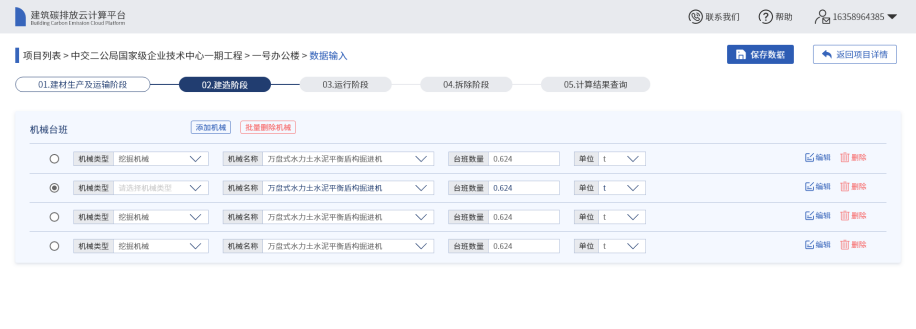 建筑碳排放云计算平台
Building Carbon Emission Cloud Platform
联系我们 帮助 16358964385
项目列表 > 中交二公局国家级企业技术中心一期工程 > 一号办公楼 > 数据输入
保存数据 返回项目详情
01.建材生产及运输阶段 02.建造阶段 03.运行阶段 04.拆除阶段 05.计算结果查询
机械台班 添加机械 批量删除机械
机械类型 挖掘机械 机械名称 刀盘式水力土水泥平衡盾构掘进机 台班数量 0.624 单位 t 编辑 删除
机械类型 请选择机械类型 机械名称 刀盘式水力土水泥平衡盾构掘进机 台班数量 0.624 单位 t 编辑 删除
机械类型 挖掘机械 机械名称 刀盘式水力土水泥平衡盾构掘进机 台班数量 0.624 单位 t 编辑 删除
机械类型 挖掘机械 机械名称 刀盘式水力土水泥平衡盾构掘进机 台班数量 0.624 单位 t 编辑 删除